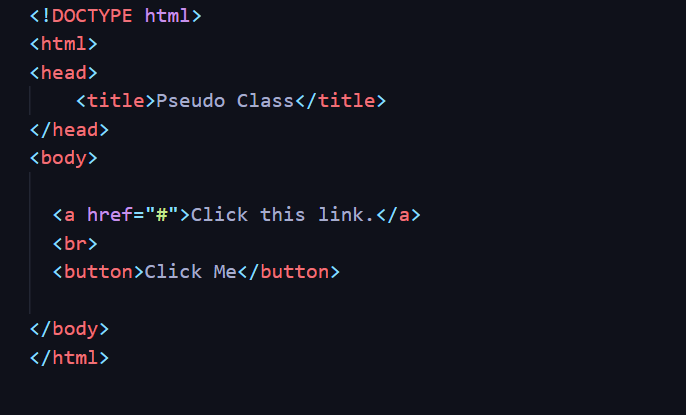 <!DOCTYPE html>
<html>
<head>
    <title>Pseudo Class</title>
</head>
<body>

  <a href="#">Click this link.</a>
  <br>
  <button>Click Me</button>

</body>
</html>